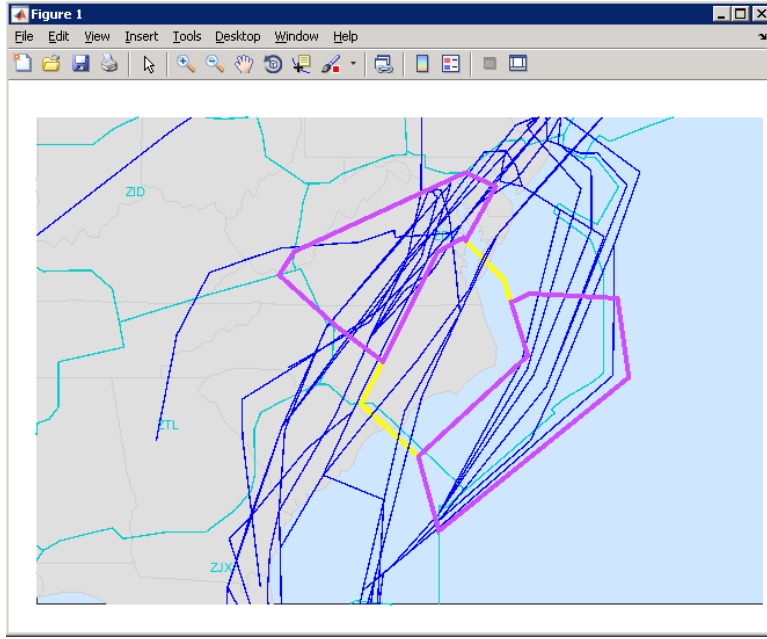 Figure 1
File Edit View Insert Tools Desktop Window Help
ZID
ZTL
ZJX